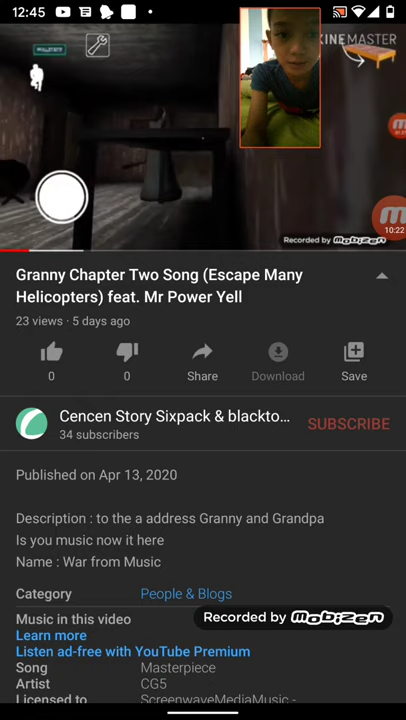 12:45
KINEMASTER
10:22
Recorded by mobizen
Granny Chapter Two Song (Escape Many
Helicopters) feat. Mr Power Yell
23 views · 5 days ago
0
0
Share
Download
Save
Cencen Story Sixpack & blackto...
34 subscribers
SUBSCRIBE
Published on Apr 13, 2020
Description : to the a address Granny and Grandpa
Is you music now it here
Name : War from Music
Category
People & Blogs
Music in this video
Recorded by mobizen
Learn more
Listen ad-free with YouTube Premium
Song
Masterpiece
Artist
CG5
Licensed to
ScreenwaveMediaMusic -